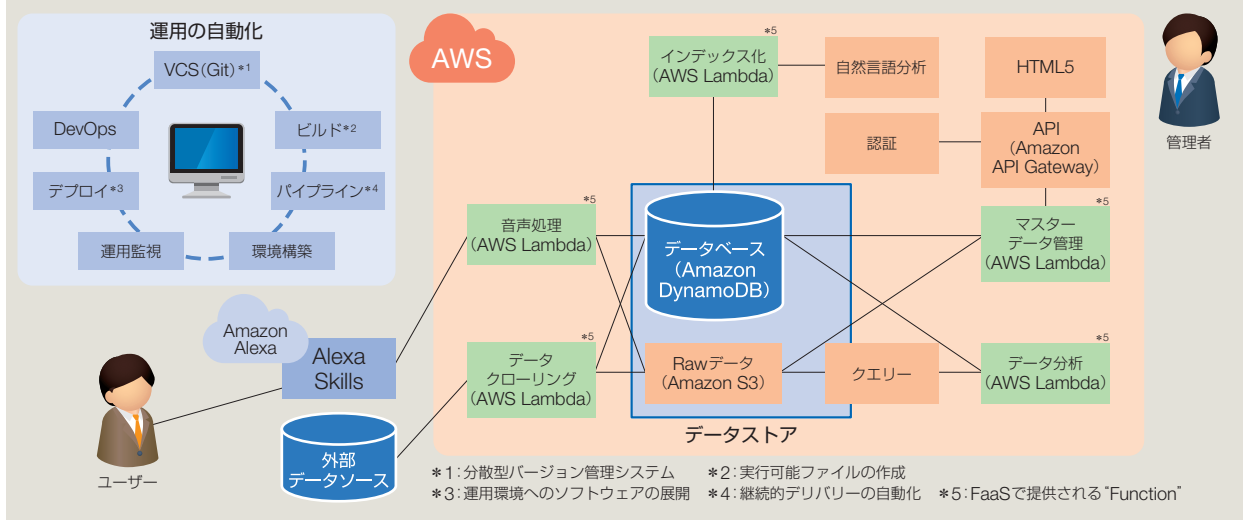 運用の自動化
VCS(Git)*1
DevOps
ビルド*2
デプロイ*3
パイプライン*4
運用監視
環境構築
AWS
*5
インデックス化
(AWS Lambda)
自然言語分析
HTML5
認証
API
(Amazon
API Gateway)
管理者
*5
音声処理
(AWS Lambda)
データベース
(Amazon
DynamoDB)
*5
マスター
データ管理
(AWS Lambda)
Amazon
Alexa
Alexa
Skills
*5
データ
クローリング
(AWS Lambda)
Rawデータ
(Amazon S3)
クエリー
*5
データ分析
(AWS Lambda)
データストア
ユーザー
外部
データソース
*1:分散型バージョン管理システム *2:実行可能ファイルの作成
*3:運用環境へのソフトウェアの展開 *4:継続的デリバリーの自動化 *5:FaaSで提供される“Function”